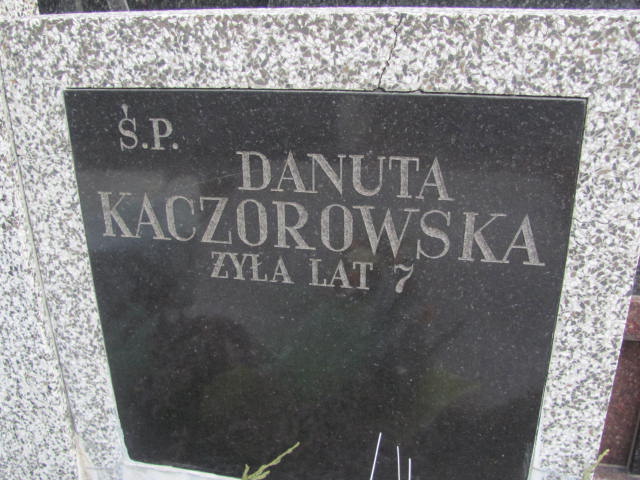 Ś.P.
DANUTA
KACZOROWSKA
ŻYŁA LAT 7